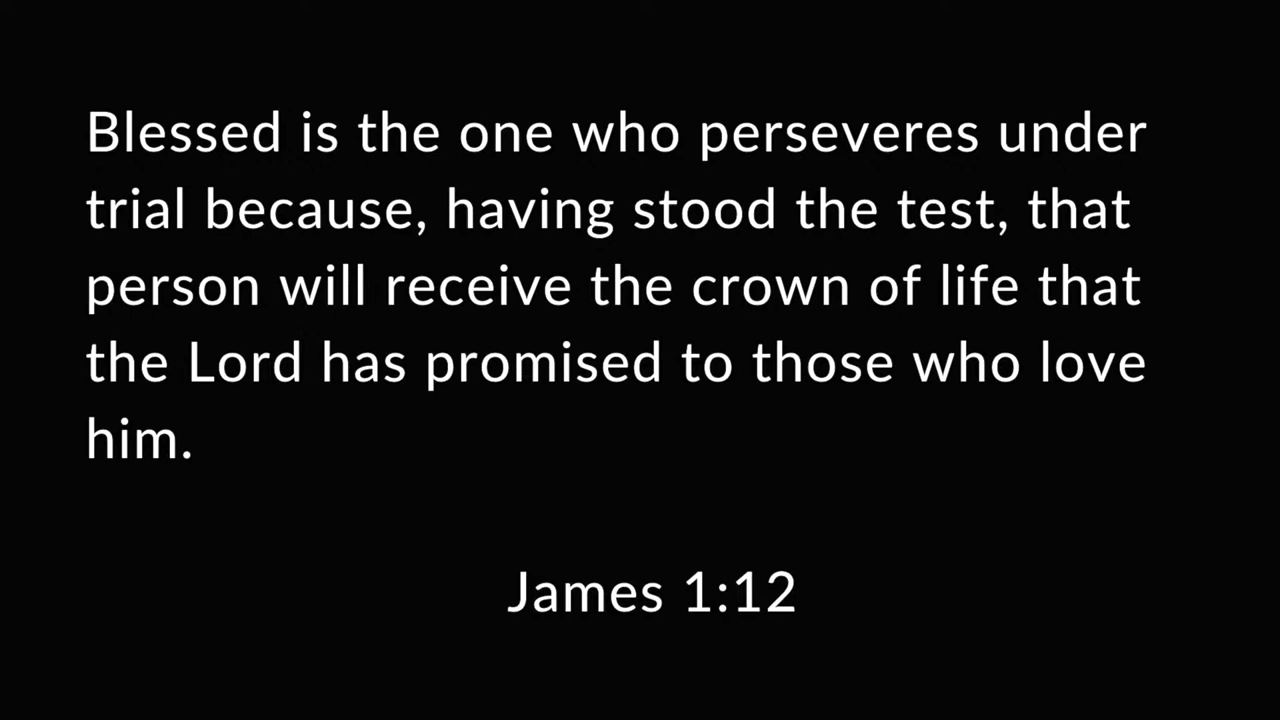 Blessed is the one who perseveres under
trial because, having stood the test, that
person will receive the crown of life that
the Lord has promised to those who love
him.
James 1:12